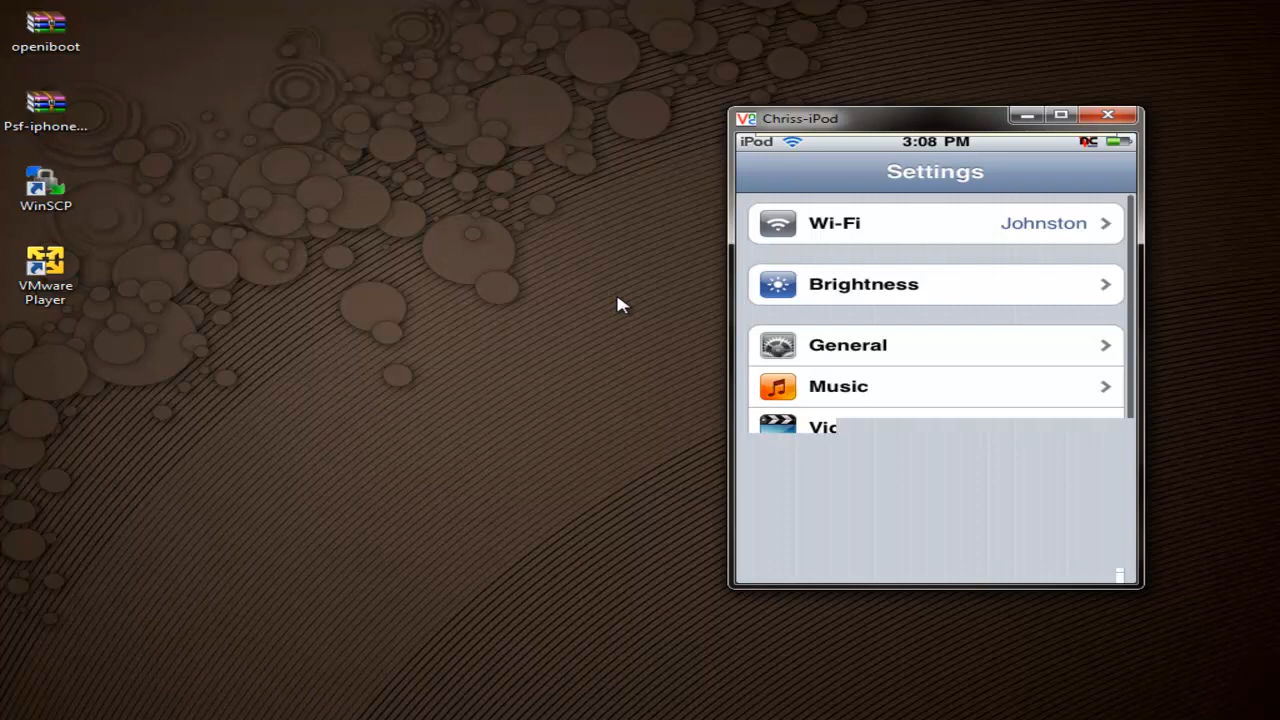 openiboot
Psf-iphone...
WinSCP
VMware
Player
Chriss-iPod
iPod 3:08 PM
Settings
Wi-Fi Johnston
Brightness
General
Music
Vic